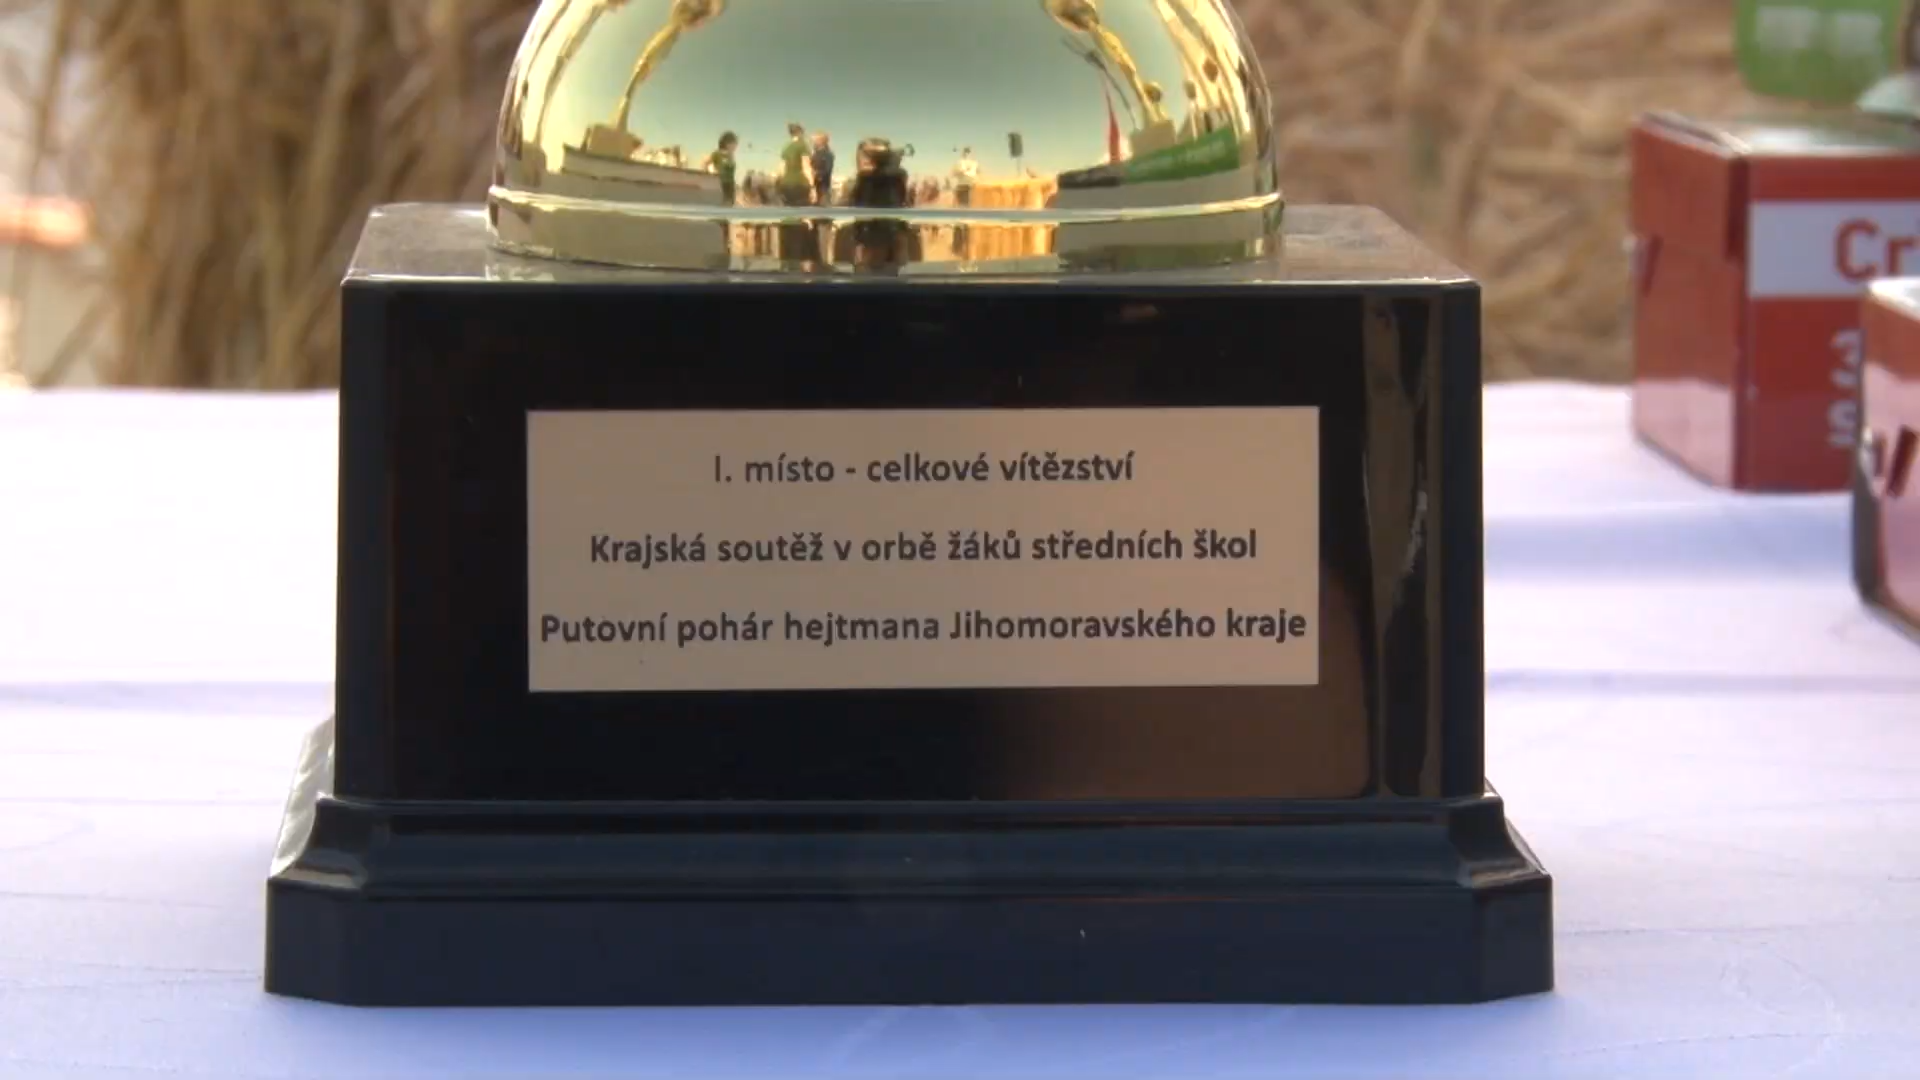 I. místo - celkové vítězství
Krajská soutěž v orbě žáků středních škol
Putovní pohár hejtmana Jihomoravského kraje